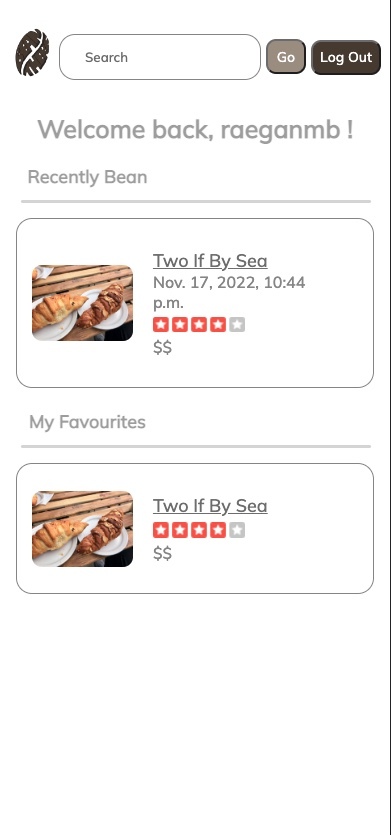 Search
Go
Log Out
Welcome back, raeganmb !
Recently Bean
Two If By Sea
Nov. 17, 2022, 10:44
p.m.
$$
My Favourites
Two If By Sea
$$